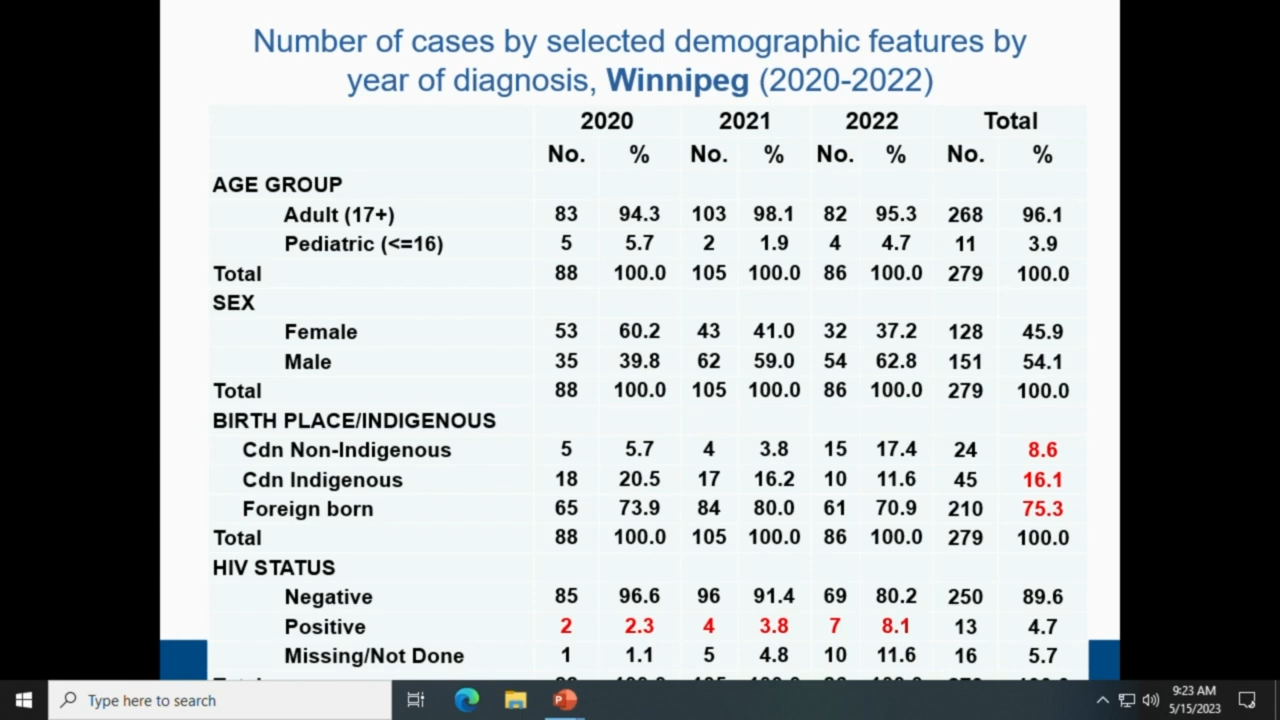 Number of cases by selected demographic features by
year of diagnosis, Winnipeg (2020-2022)
2020 2021 2022 Total
No. % No. % No. % No. %
AGE GROUP
Adult (17+) 83 94.3 103 98.1 82 95.3 268 96.1
Pediatric (<=16) 5 5.7 2 1.9 4 4.7 11 3.9
Total 88 100.0 105 100.0 86 100.0 279 100.0
SEX
Female 53 60.2 43 41.0 32 37.2 128 45.9
Male 35 39.8 62 59.0 54 62.8 151 54.1
Total 88 100.0 105 100.0 86 100.0 279 100.0
BIRTH PLACE/INDIGENOUS
Cdn Non-Indigenous 5 5.7 4 3.8 15 17.4 24 8.6
Cdn Indigenous 18 20.5 17 16.2 10 11.6 45 16.1
Foreign born 65 73.9 84 80.0 61 70.9 210 75.3
Total 88 100.0 105 100.0 86 100.0 279 100.0
HIV STATUS
Negative 85 96.6 96 91.4 69 80.2 250 89.6
Positive 2 2.3 4 3.8 7 8.1 13 4.7
Missing/Not Done 1 1.1 5 4.8 10 11.6 16 5.7
Type here to search
9:23 AM
5/15/2023